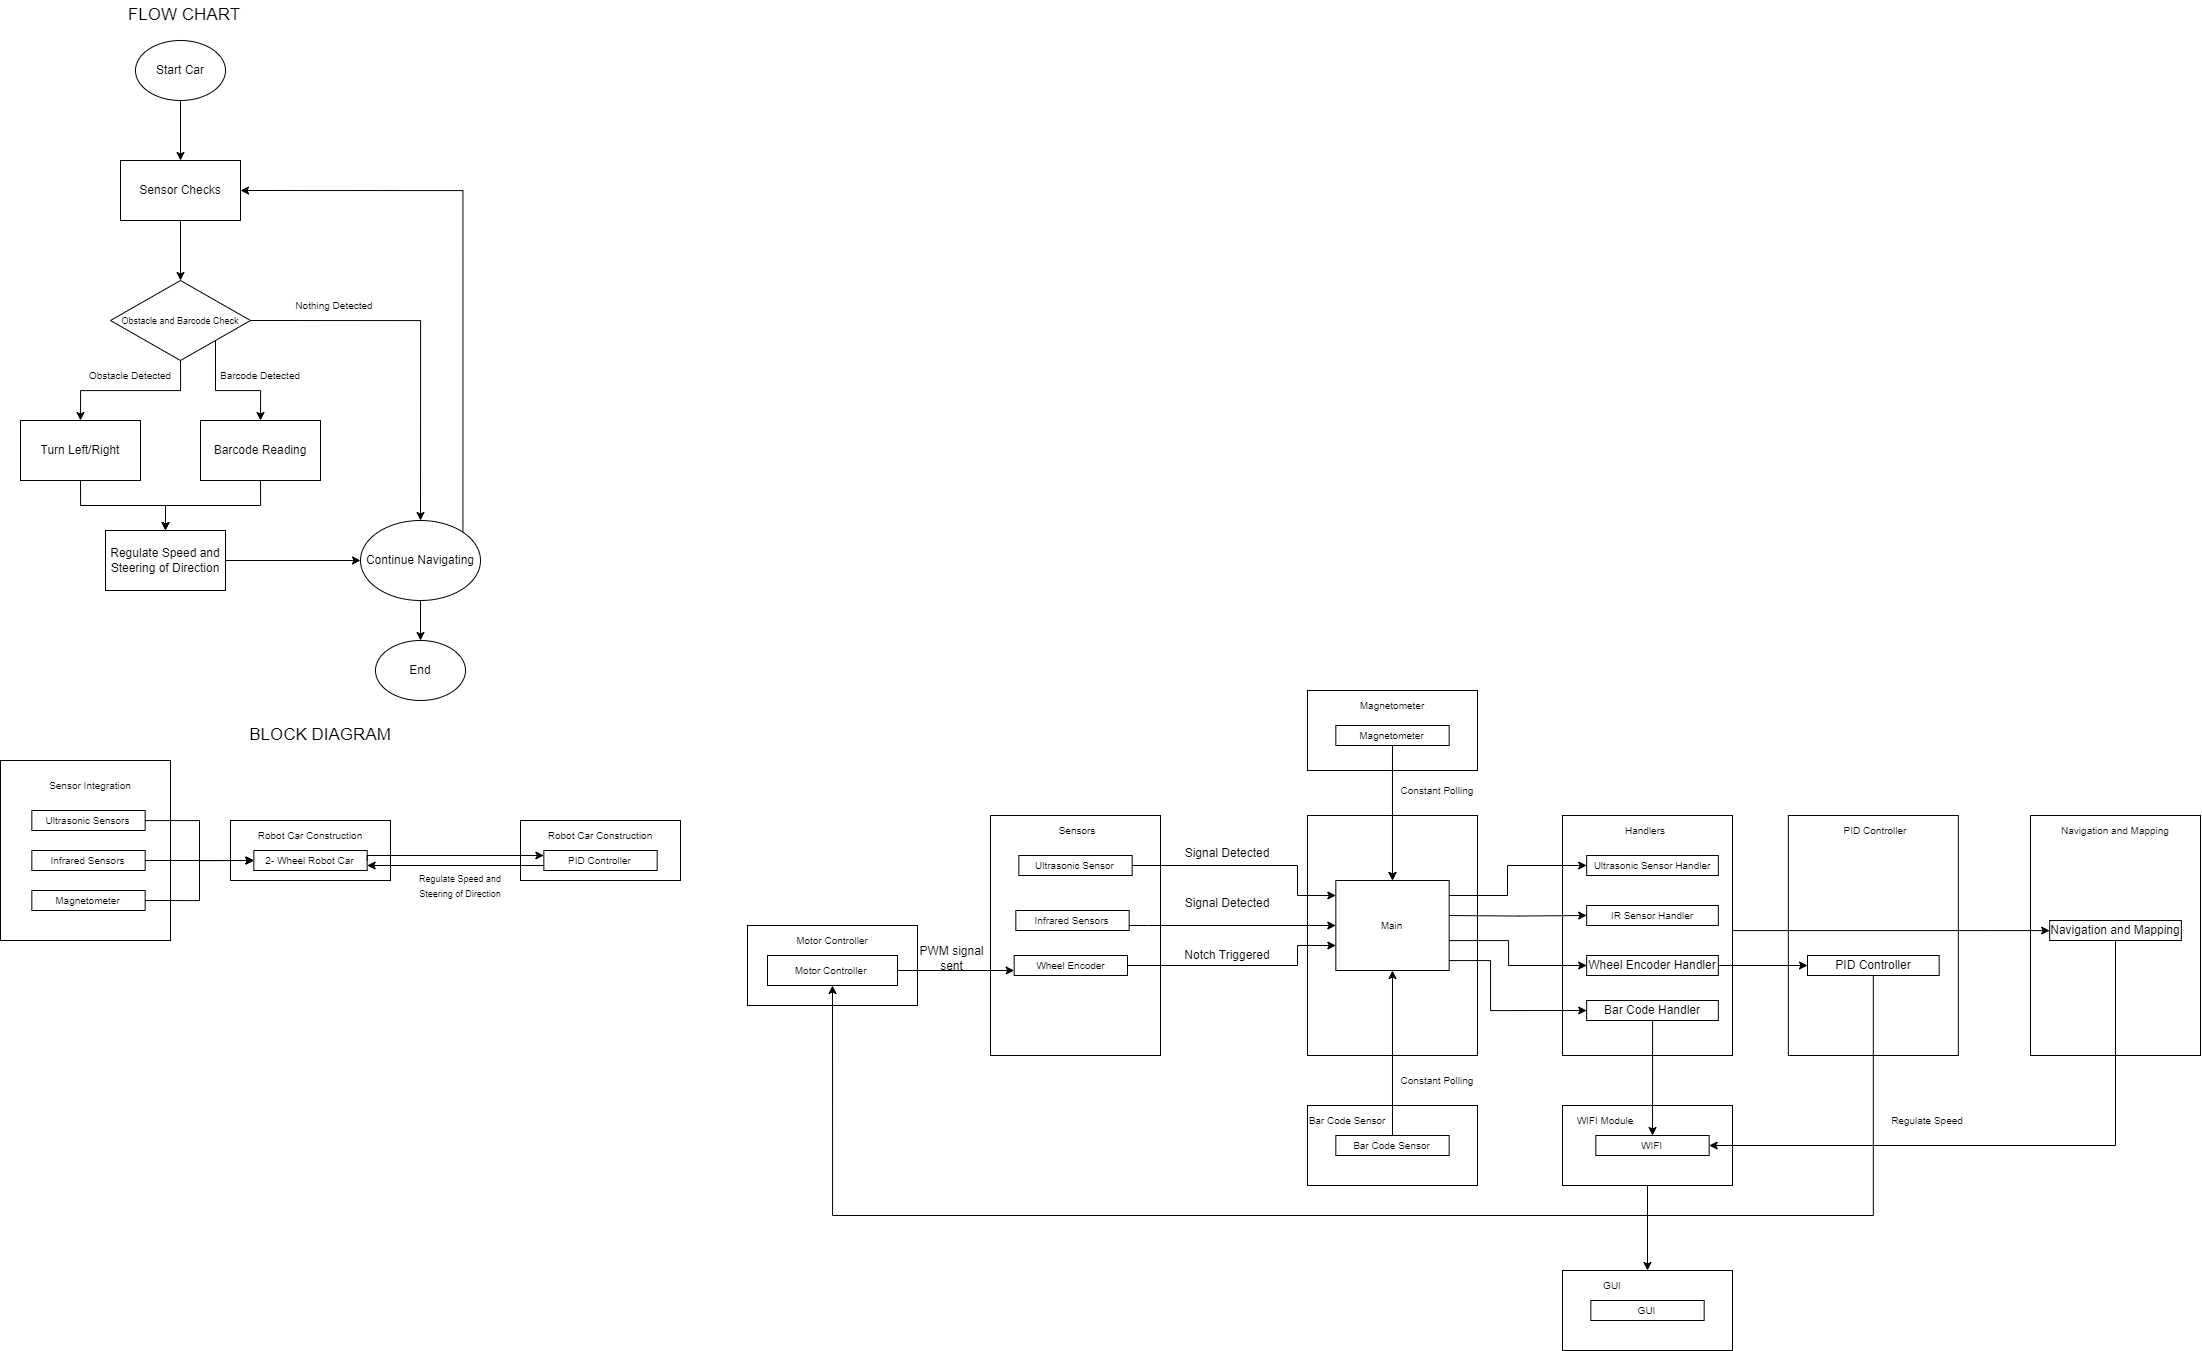 FLOW CHART
Start Car
Sensor Checks
Obstacle and Barcode Check
Nothing Detected
Obstacle Detected
Barcode Detected
Turn Left/Right
Barcode Reading
Regulate Speed and
Steering of Direction
Continue Navigating
End
BLOCK DIAGRAM
Sensor Integration
Ultrasonic Sensors
Infrared Sensors
Magnetometer
Robot Car Construction
2- Wheel Robot Car
Regulate Speed and
Steering of Direction
Robot Car Construction
PID Controller
Magnetometer
Magnetometer
Constant Polling
Motor Controller
Motor Controller
PWM signal
sent
Sensors
Ultrasonic Sensor
Infrared Sensors
Wheel Encoder
Signal Detected
Signal Detected
Notch Triggered
Main
Constant Polling
Bar Code Sensor
Bar Code Sensor
Handlers
Ultrasonic Sensor Handler
IR Sensor Handler
Wheel Encoder Handler
Bar Code Handler
PID Controller
PID Controller
Navigation and Mapping
Navigation and Mapping
WIFI Module
WIFI
Regulate Speed
GUI
GUI